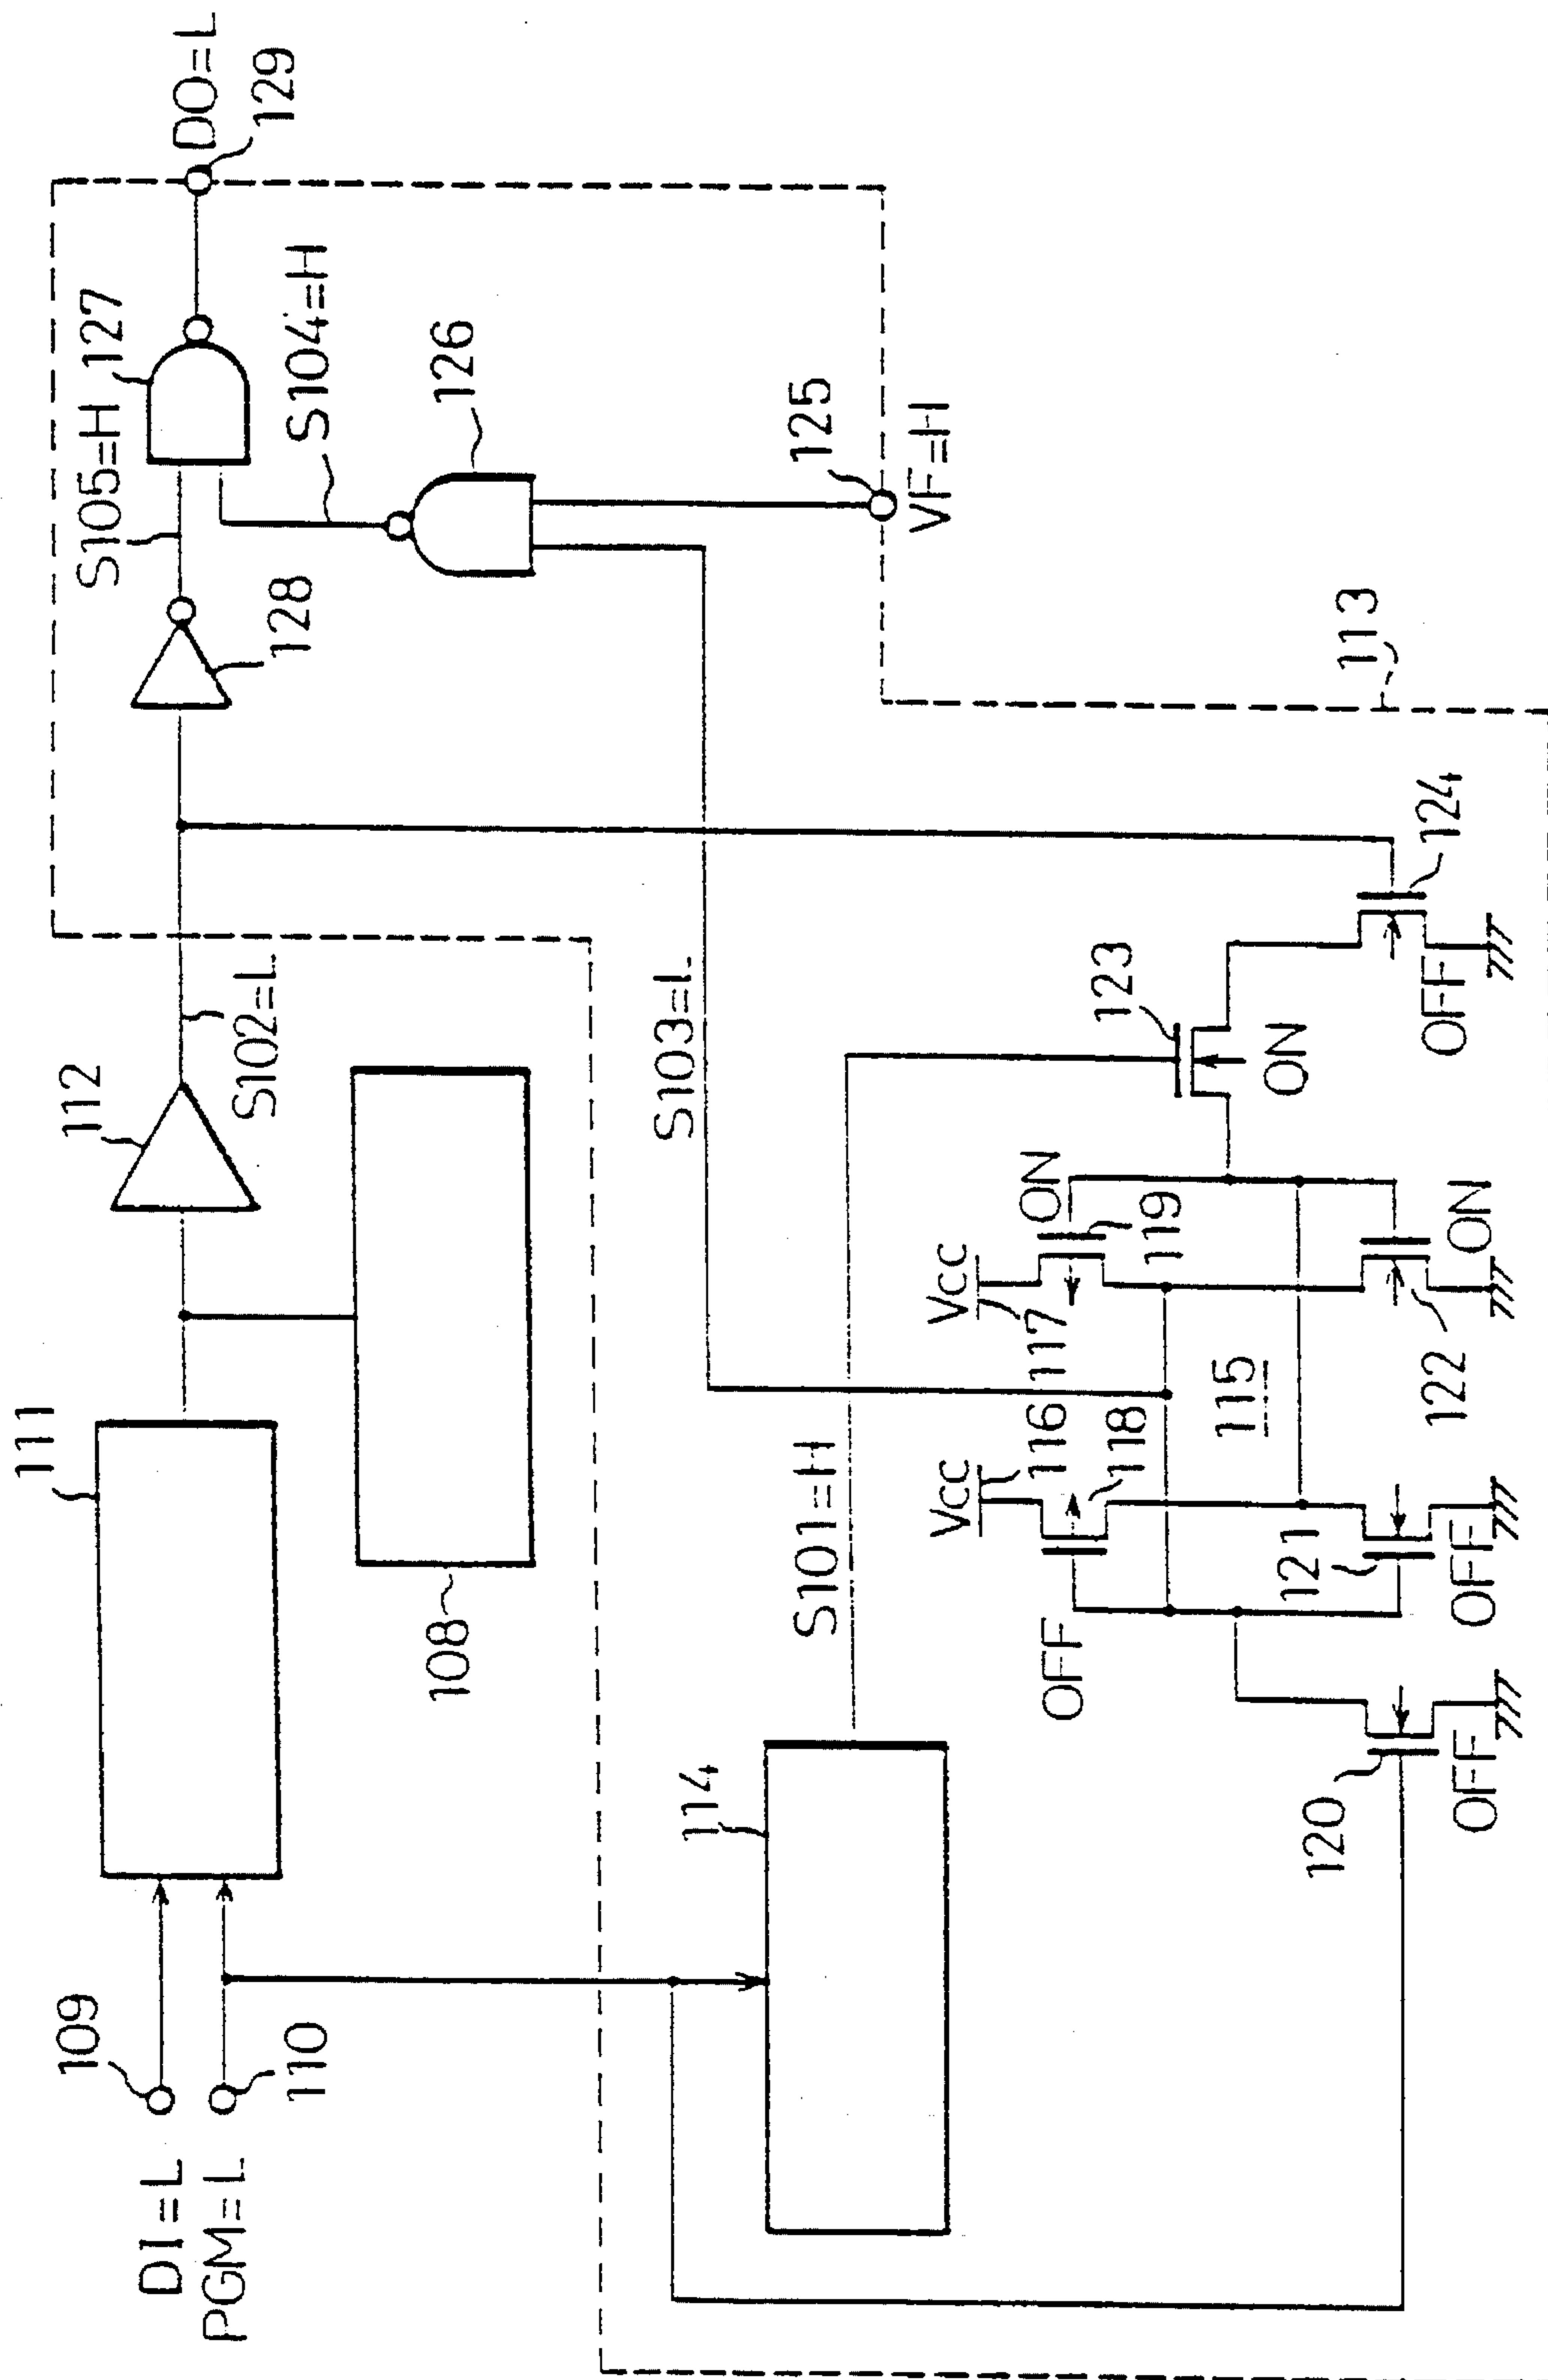 111
109
112
S105=H
127
DI=L
DO=L
PGM=L
S102=L
129
128
110
S104=H
108
126
S103=L
114
S101=H
125
VF=H
Vcc
Vcc
116
117
OFF
ON
118
119
123
115
ON
120
121
113
122
124
OFF
OFF
ON
OFF